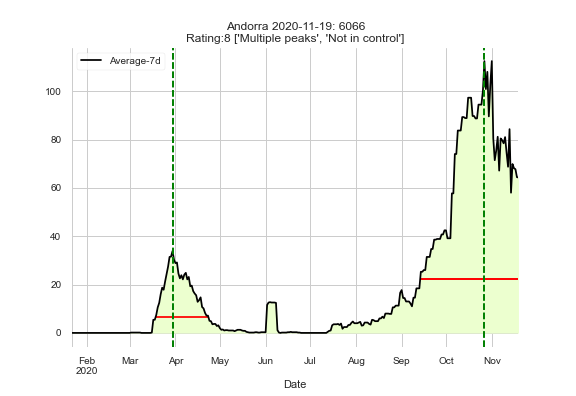 Andorra 2020-11-19: 6066
Rating:8 ['Multiple peaks', 'Not in control']
Average-7d
100
80
60
40
20
0
Feb Mar Apr May Jun Jul Aug Sep Oct Nov
2020
Date